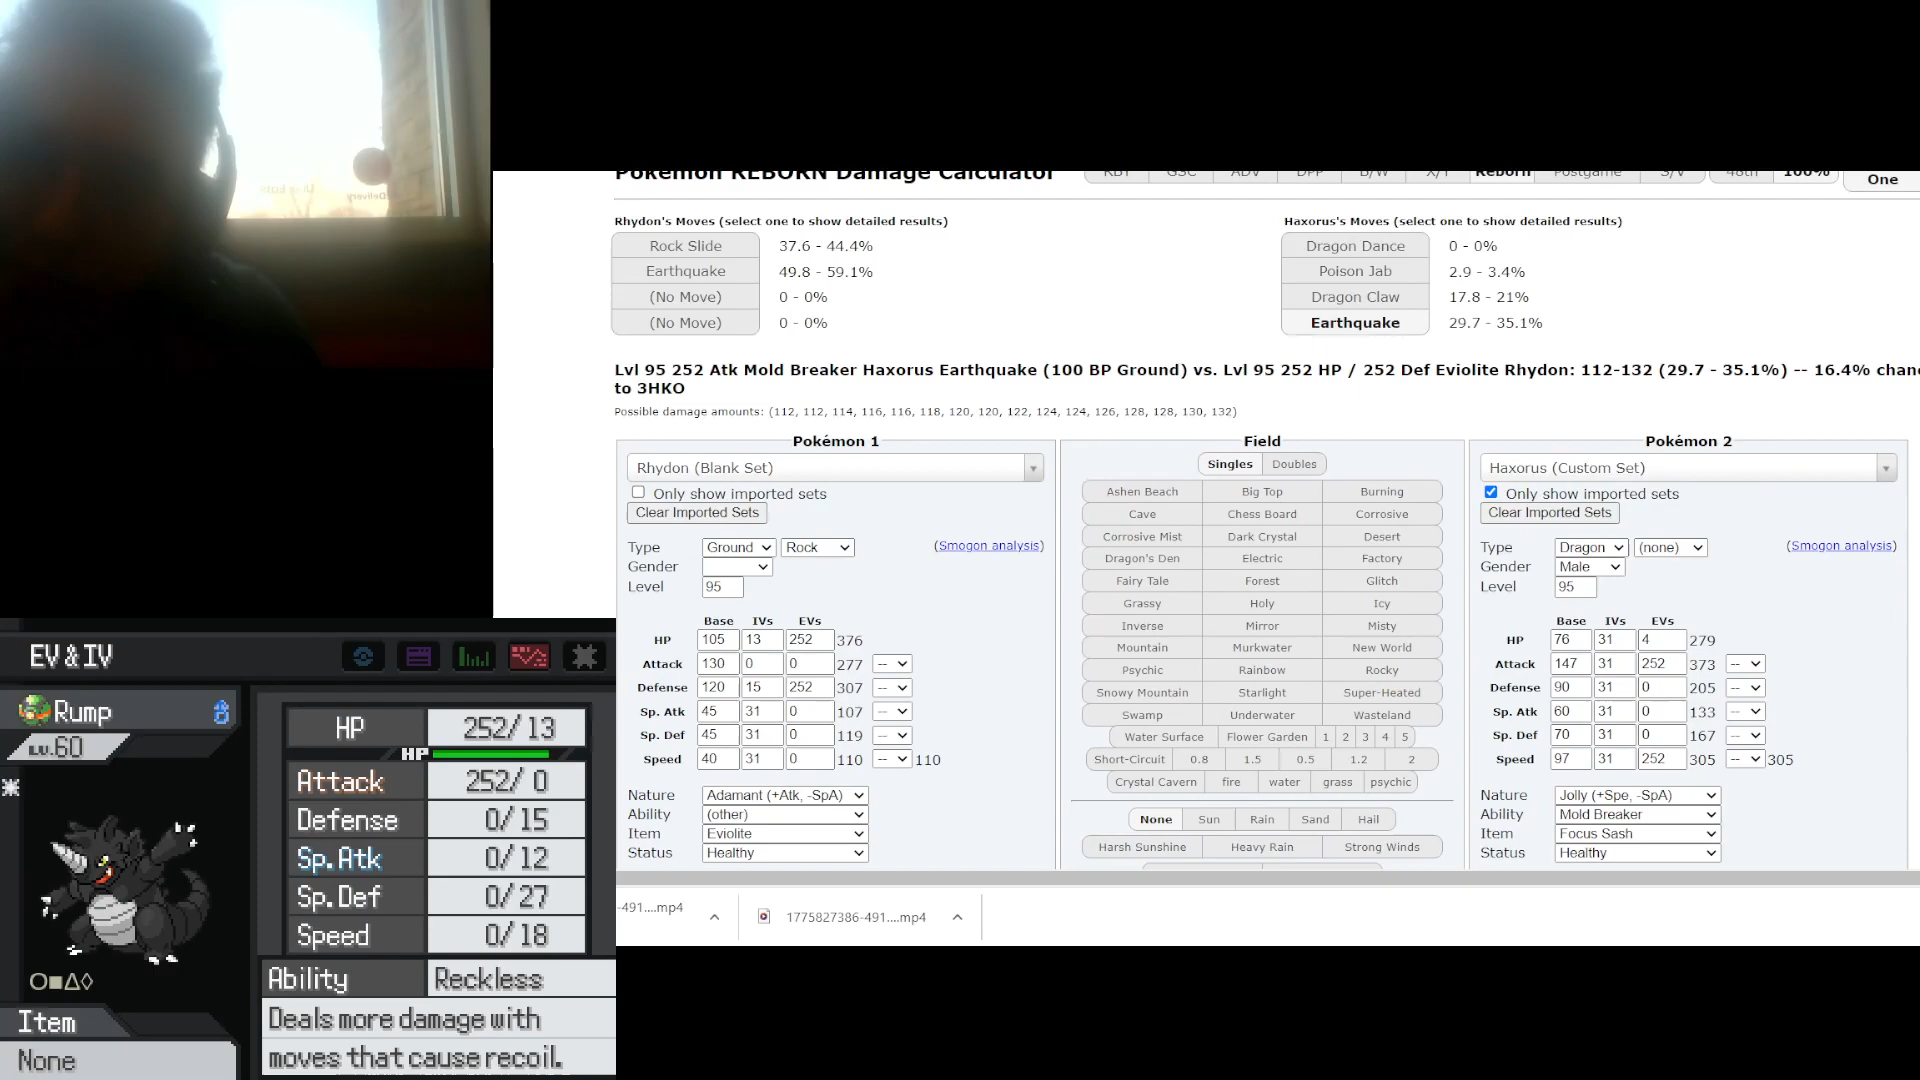 Pokémon REBORN Damage Calculator
RBY GSC ADV DPP B/W X/Y Reborn Postgame S/V 48th 100% One
Rhydon's Moves (select one to show detailed results)
Rock Slide 37.6 - 44.4%
Earthquake 49.8 - 59.1%
(No Move) 0 - 0%
(No Move) 0 - 0%
Haxorus's Moves (select one to show detailed results)
Dragon Dance 0 - 0%
Poison Jab 2.9 - 3.4%
Dragon Claw 17.8 - 21%
Earthquake 29.7 - 35.1%
Lvl 95 252 Atk Mold Breaker Haxorus Earthquake (100 BP Ground) vs. Lvl 95 252 HP / 252 Def Eviolite Rhydon: 112-132 (29.7 - 35.1%) -- 16.4% chanc
to 3HKO
Possible damage amounts: (112, 112, 114, 116, 116, 118, 120, 120, 122, 124, 124, 126, 128, 128, 130, 132)
Pokémon 1
Rhydon (Blank Set)
Only show imported sets
Clear Imported Sets
Type Ground Rock (Smogon analysis)
Gender
Level 95
Base IVs EVs
HP 105 13 252 376
Attack 130 0 0 277 --
Defense 120 15 252 307 --
Sp. Atk 45 31 0 107 --
Sp. Def 45 31 0 119 --
Speed 40 31 0 110 -- 110
Nature Adamant (+Atk, -SpA)
Ability (other)
Item Eviolite
Status Healthy
Field
Singles Doubles
Ashen Beach Big Top Burning
Cave Chess Board Corrosive
Corrosive Mist Dark Crystal Desert
Dragon's Den Electric Factory
Fairy Tale Forest Glitch
Grassy Holy Icy
Inverse Mirror Misty
Mountain Murkwater New World
Psychic Rainbow Rocky
Snowy Mountain Starlight Super-Heated
Swamp Underwater Wasteland
Water Surface Flower Garden 1 2 3 4 5
Short-Circuit 0.8 1.5 0.5 1.2 2
Crystal Cavern fire water grass psychic
None Sun Rain Sand Hail
Harsh Sunshine Heavy Rain Strong Winds
Pokémon 2
Haxorus (Custom Set)
Only show imported sets
Clear Imported Sets
Type Dragon (none) (Smogon analysis)
Gender Male
Level 95
Base IVs EVs
HP 76 31 4 279
Attack 147 31 252 373 --
Defense 90 31 0 205 --
Sp. Atk 60 31 0 133 --
Sp. Def 70 31 0 167 --
Speed 97 31 252 305 -- 305
Nature Jolly (+Spe, -SpA)
Ability Mold Breaker
Item Focus Sash
Status Healthy
-491....mp4
1775827386-491....mp4
EV & IV
Rump
Lv.60
Item
None
HP 252/ 13
HP
Attack 252/ 0
Defense 0/ 15
Sp. Atk 0/ 12
Sp. Def 0/ 27
Speed 0/ 18
Ability Reckless
Deals more damage with
moves that cause recoil.